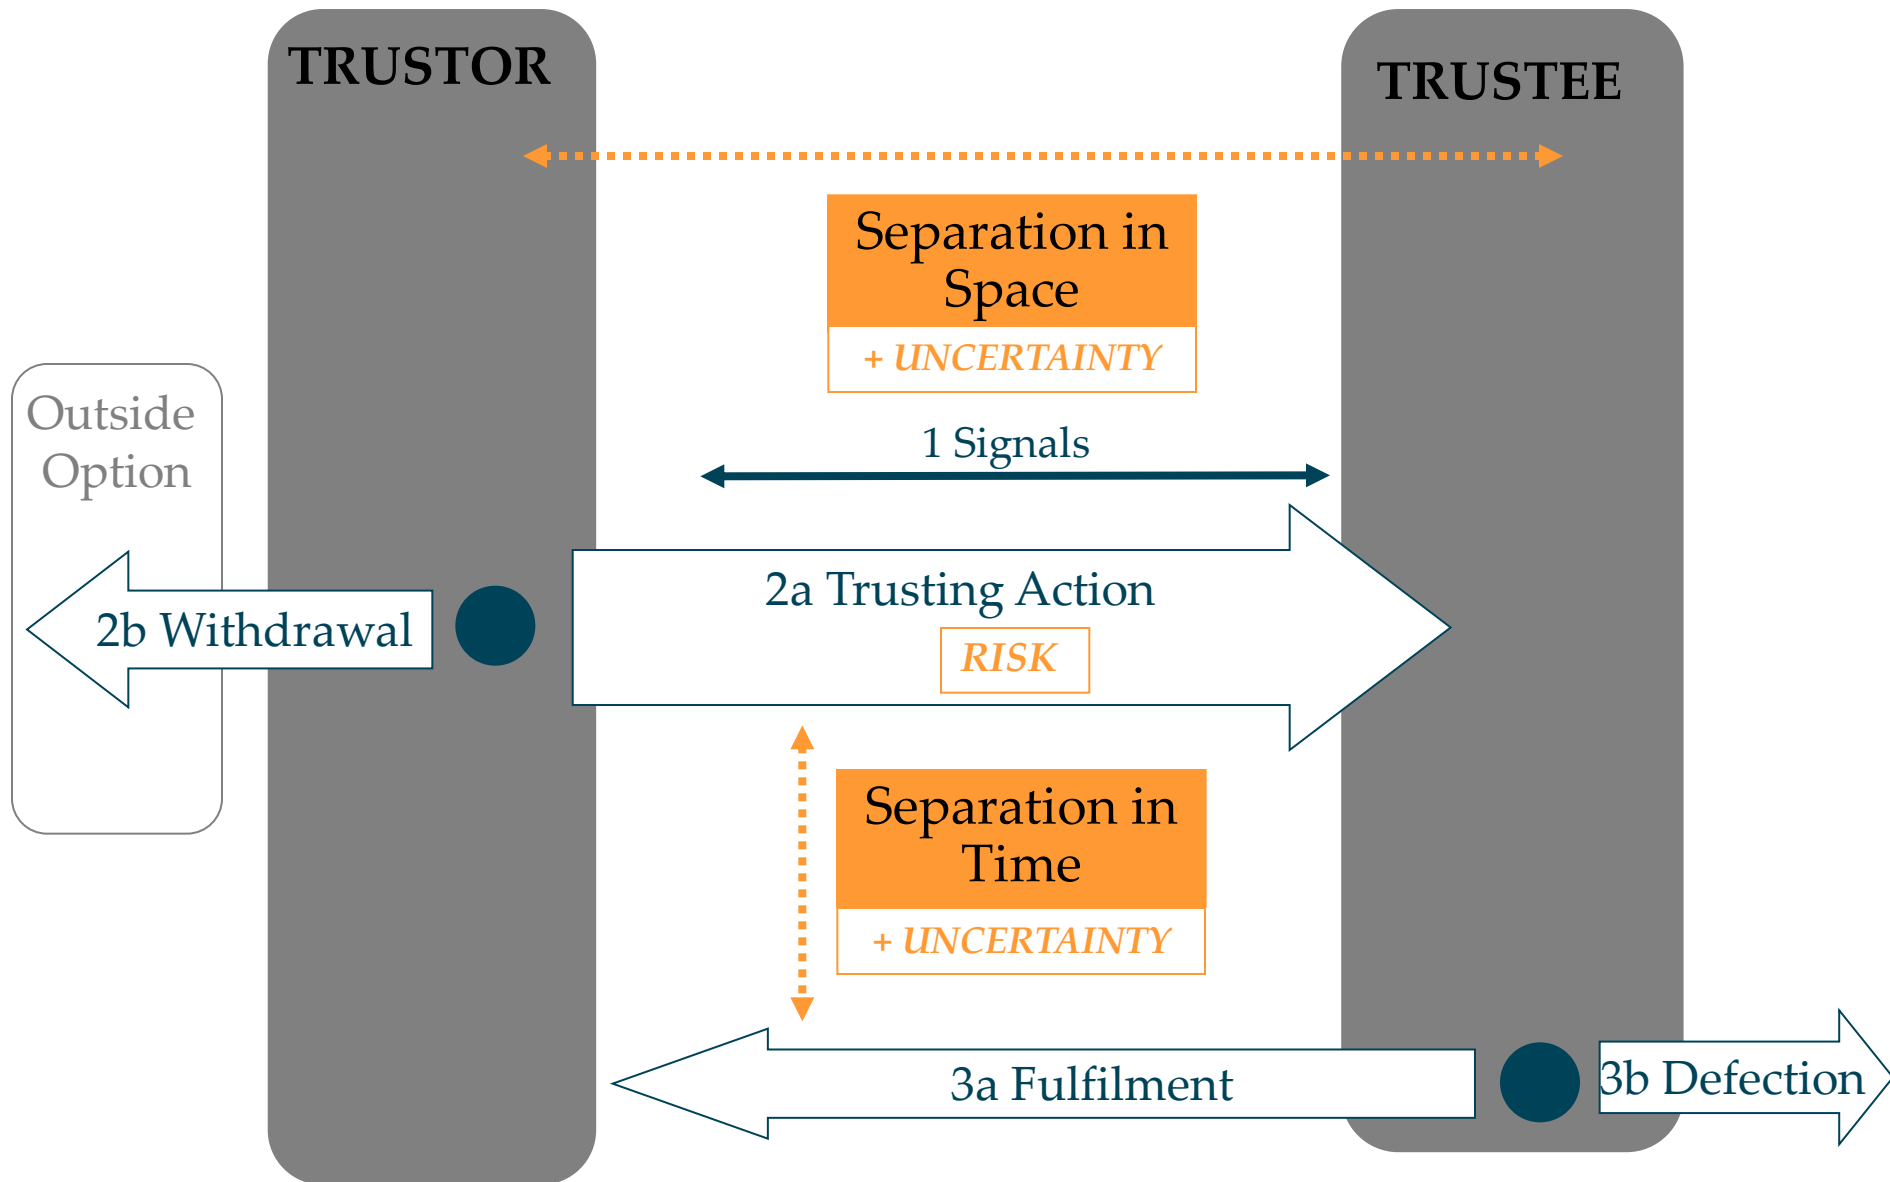 TRUSTOR
TRUSTEE
Separation in
Space
+ UNCERTAINTY
Outside
Option
1 Signals
2a Trusting Action
RISK
2b Withdrawal
Separation in
Time
+ UNCERTAINTY
3a Fulfilment
3b Defection